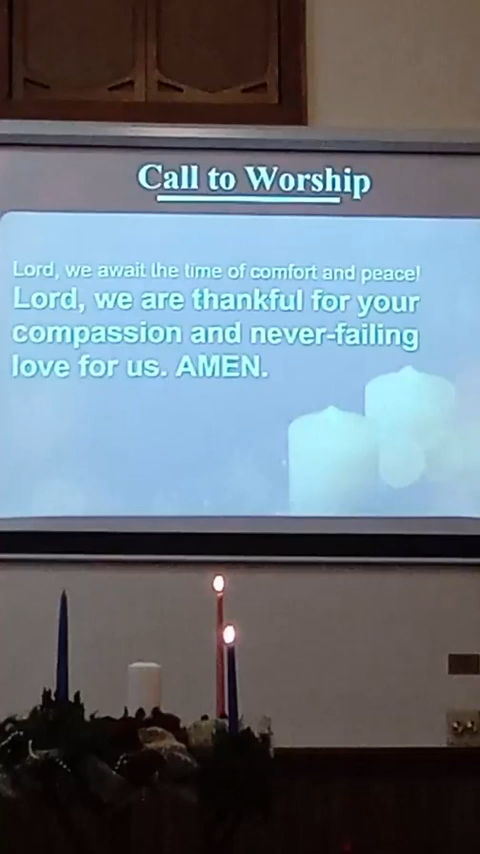 Call to Worship
Lord, we await the time of comfort and peace!
Lord, we are thankful for your
compassion and never-failing
love for us. AMEN.